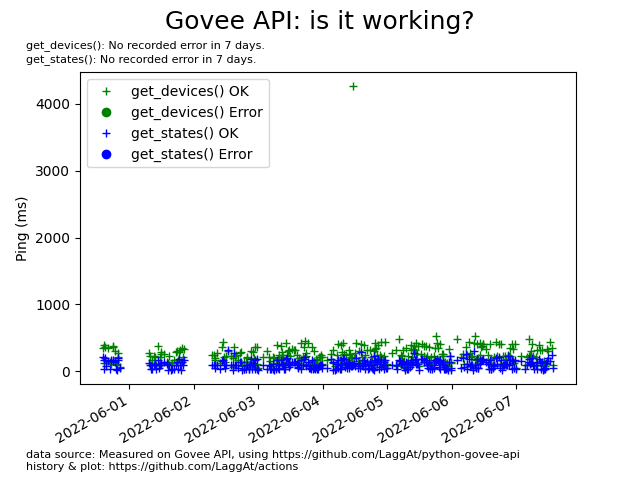 Govee API: is it working?
get_devices(): No recorded error in 7 days.
get_states(): No recorded error in 7 days.
get_devices() OK
get_devices() Error
get_states() OK
get_states() Error
Ping (ms)
4000
3000
2000
1000
0
2022-06-01
2022-06-02
2022-06-03
2022-06-04
2022-06-05
2022-06-06
2022-06-07
data source: Measured on Govee API, using https://github.com/LaggAt/python-govee-api
history & plot: https://github.com/LaggAt/actions